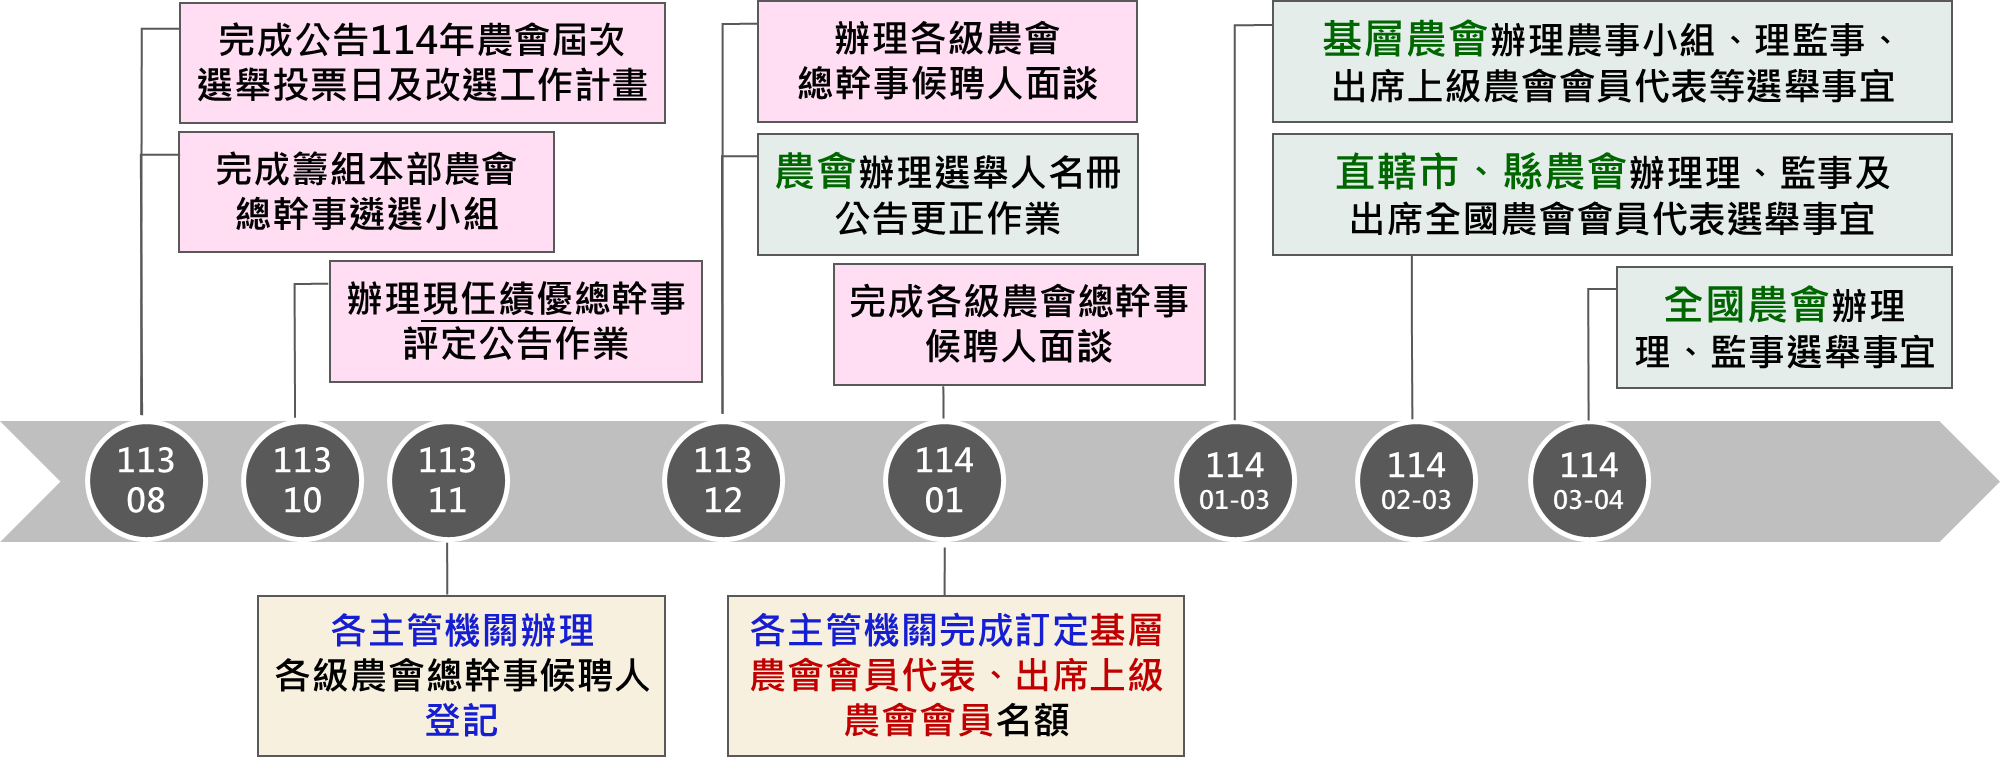 完成公告114年農會屆次
選舉投票日及改選工作計畫
完成籌組本部農會
總幹事遴選小組
辦理現任績優總幹事
評定公告作業
辦理各級農會
總幹事候聘人面談
農會辦理選舉人名冊
公告更正作業
完成各級農會總幹事
候聘人面談
基層農會辦理農事小組、理監事、
出席上級農會會員代表等選舉事宜
直轄市、縣農會辦理理、監事及
出席全國農會會員代表選舉事宜
全國農會辦理
理、監事選舉事宜
113
08
113
10
113
11
113
12
114
01
114
01-03
114
02-03
114
03-04
各主管機關辦理
各級農會總幹事候聘人
登記
各主管機關完成訂定基層
農會會員代表、出席上級
農會會員名額